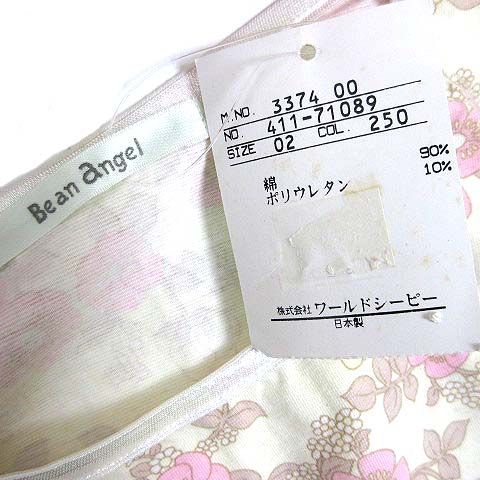 Bean angel
M.NO. 3374 00
NO. 411-71089
SIZE 02 COL. 250
綿 90%
ポリウレタン 10%
株式会社 ワールドシーピー
日本製